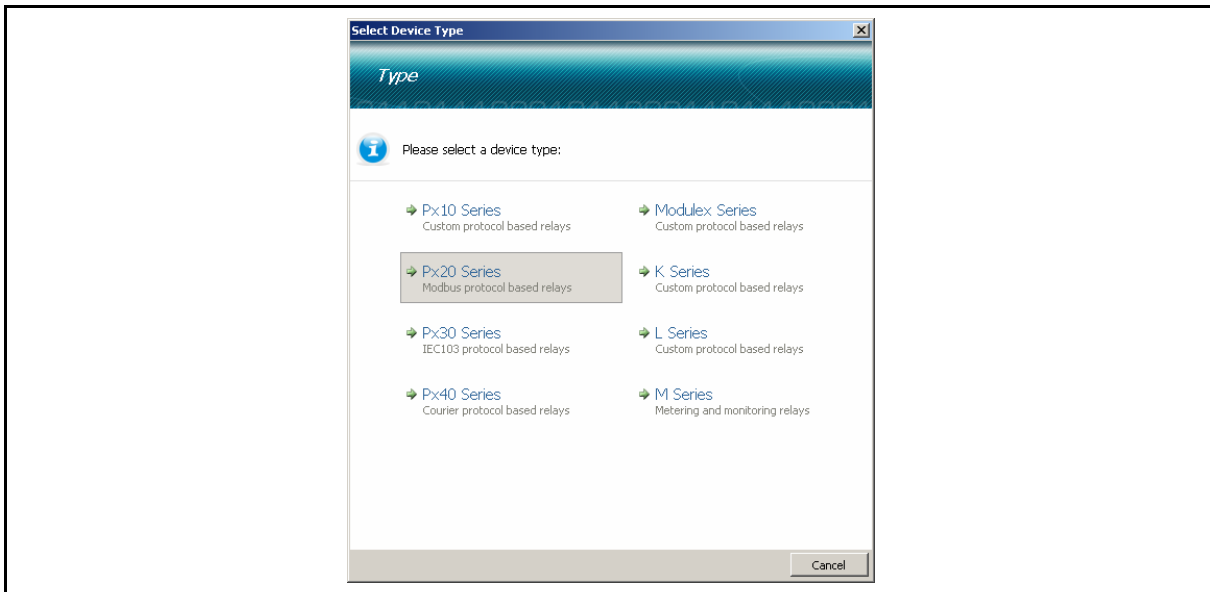 Select Device Type
Type
Please select a device type:
Px10 Series
Custom protocol based relays
Px20 Series
Modbus protocol based relays
Px30 Series
IEC103 protocol based relays
Px40 Series
Courier protocol based relays
Modulex Series
Custom protocol based relays
K Series
Custom protocol based relays
L Series
Custom protocol based relays
M Series
Metering and monitoring relays
Cancel